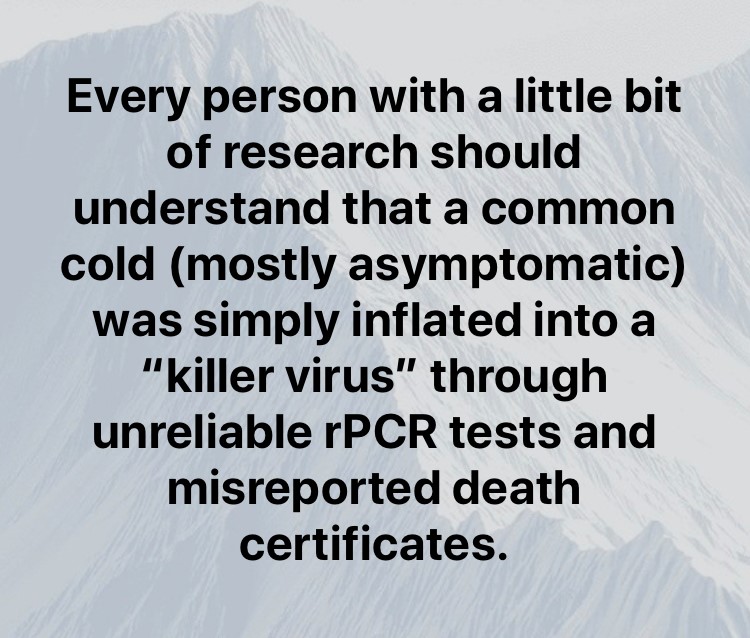 Every person with a little bit
of research should
understand that a common
cold (mostly asymptomatic)
was simply inflated into a
“killer virus” through
unreliable rPCR tests and
misreported death
certificates.